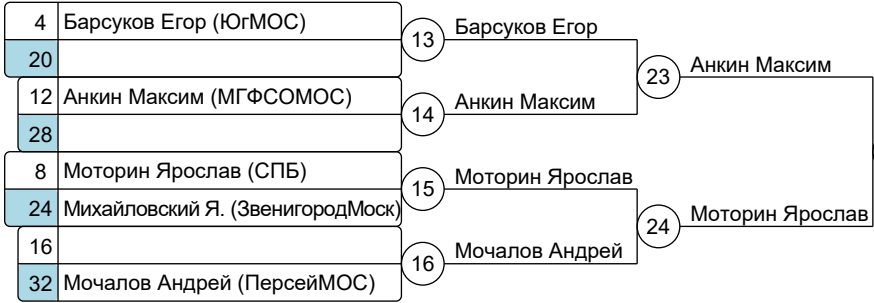 4 Барсуков Егор (ЮгМОС)
20
13 Барсуков Егор
12 Анкин Максим (МГФСОМОС)
28
14 Анкин Максим
23 Анкин Максим
8 Моторин Ярослав (СПБ)
24 Михайловский Я. (ЗвенигородМоск)
15 Моторин Ярослав
16
32 Мочалов Андрей (ПерсейМОС)
16 Мочалов Андрей
24 Моторин Ярослав